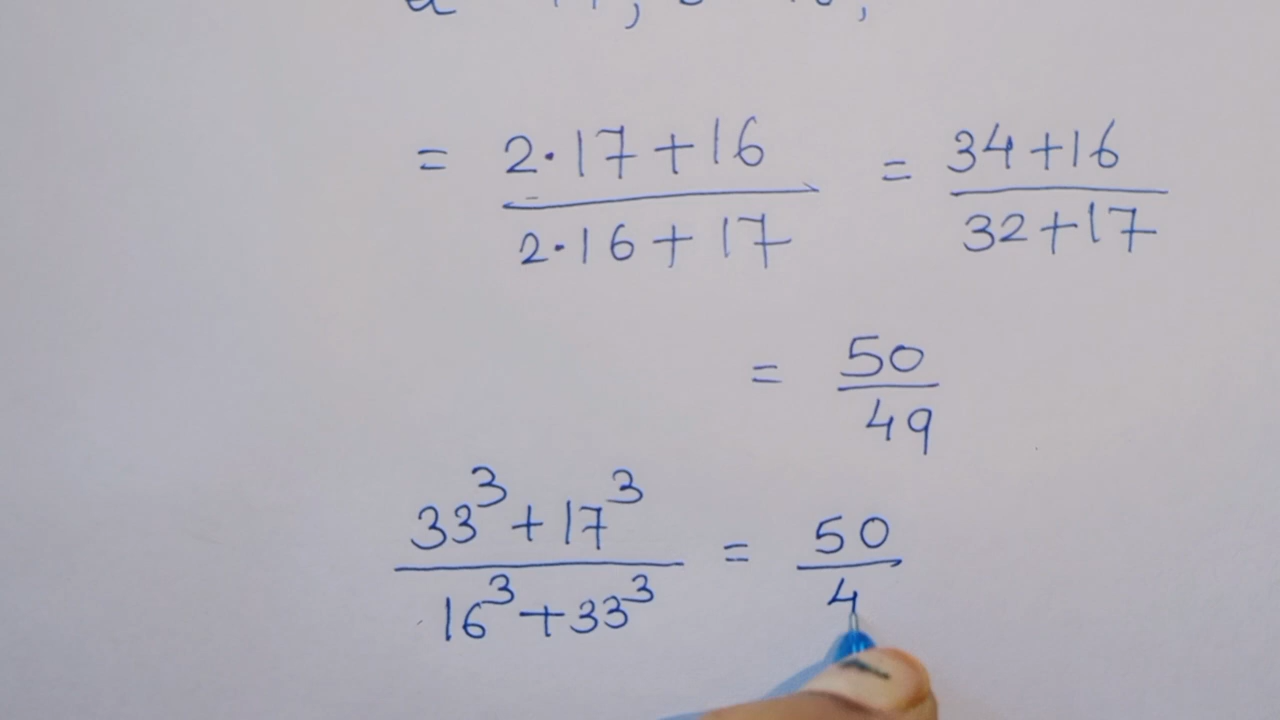 = (2·17+16)/(2·16+17) = (34+16)/(32+17)
= 50/49
(33³+17³)/(16³+33³) = 50/4